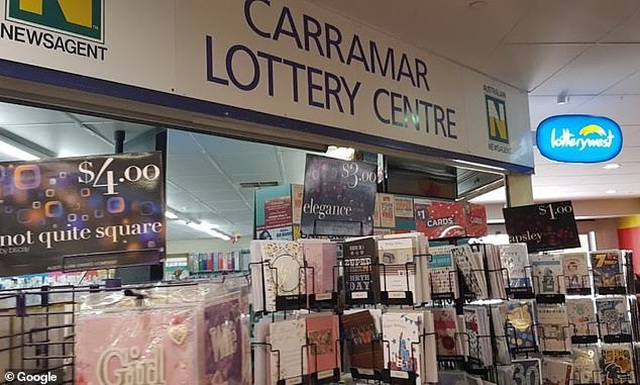 N
NEWSAGENT
CARRAMAR
LOTTERY CENTRE
AUSTRALIAN
N
NEWSAGENT
lotterywest
$4.00
not quite square
$3.00
elegance
$1
CARDS
$1.00
Girl
© Google